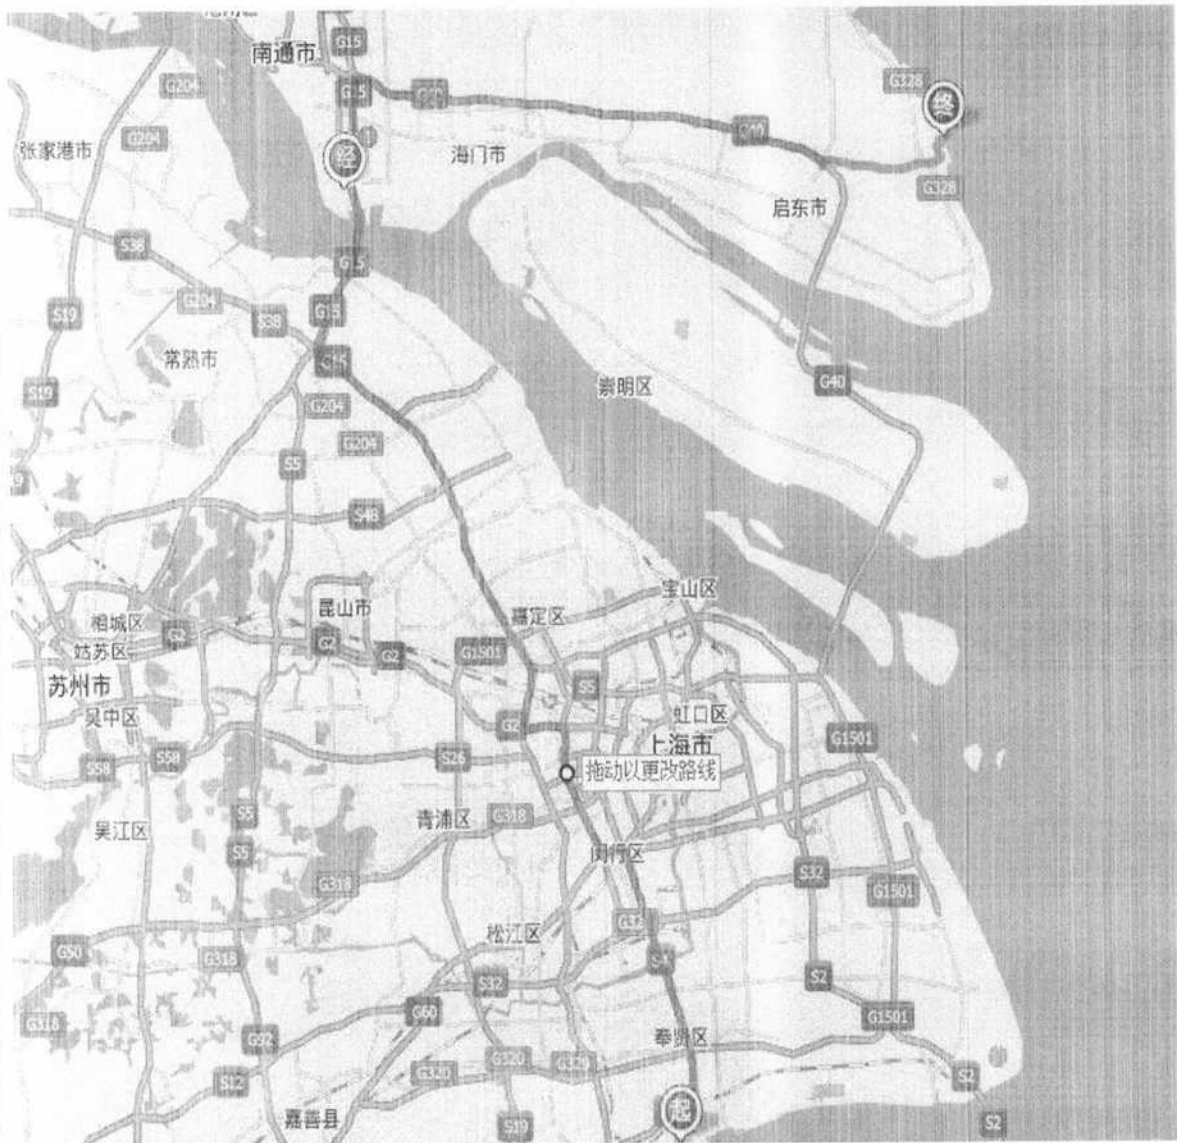 G15
南通市
G204
G15
G328
终
G40
张家港市
G204
经
1
海门市
G328
启东市
S38
G15
G204
S19
G15
S38
常熟市
崇明区
G40
S19
G204
G204
S5
S48
宝山区
昆山市
嘉定区
相城区
G2
G2
G2
G1501
姑苏区
苏州市
S5
吴中区
G2
虹口区
上海市
G1501
S58
S58
S26
拖动以更改路线
S5
青浦区
G318
吴江区
S5
闵行区
G318
S32
G1501
松江区
G50
G318
S32
S2
G318
G60
G1501
G92
奉贤区
G320
G320
G320
S12
S2
起
嘉善县
S19
S2